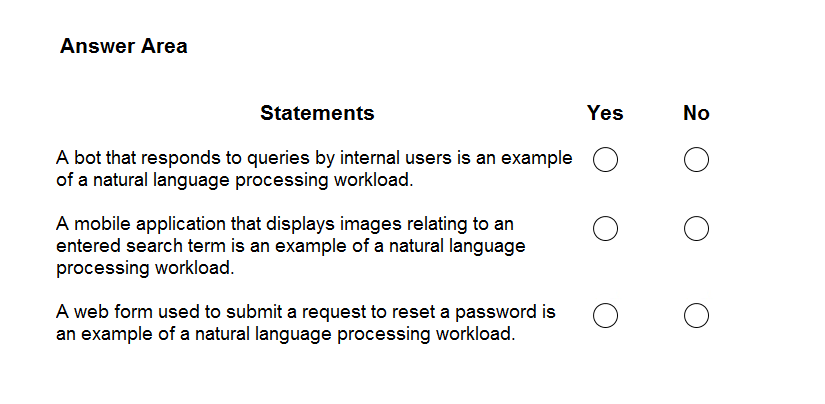 Answer Area
Statements Yes No
A bot that responds to queries by internal users is an example
of a natural language processing workload.
A mobile application that displays images relating to an
entered search term is an example of a natural language
processing workload.
A web form used to submit a request to reset a password is
an example of a natural language processing workload.